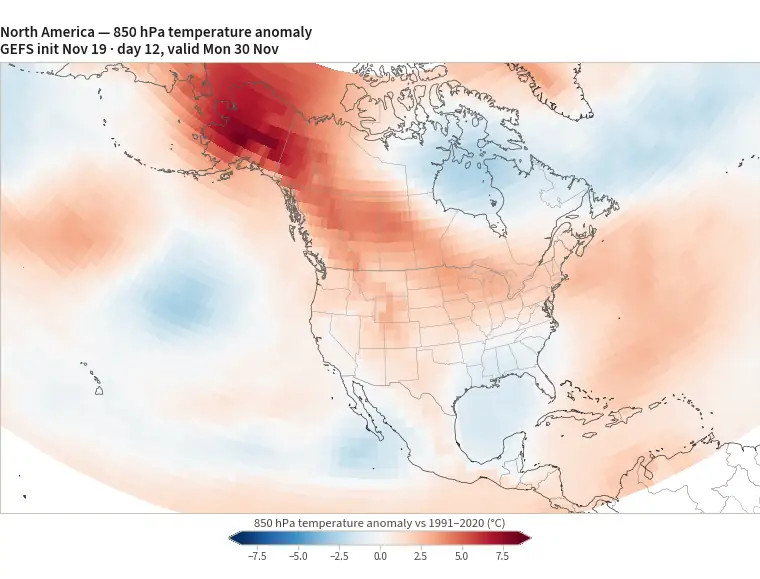 North America — 850 hPa temperature anomaly
GEFS init Nov 19 · day 12, valid Mon 30 Nov
850 hPa temperature anomaly vs 1991–2020 (°C)
−7.5 −5.0 −2.5 0.0 2.5 5.0 7.5